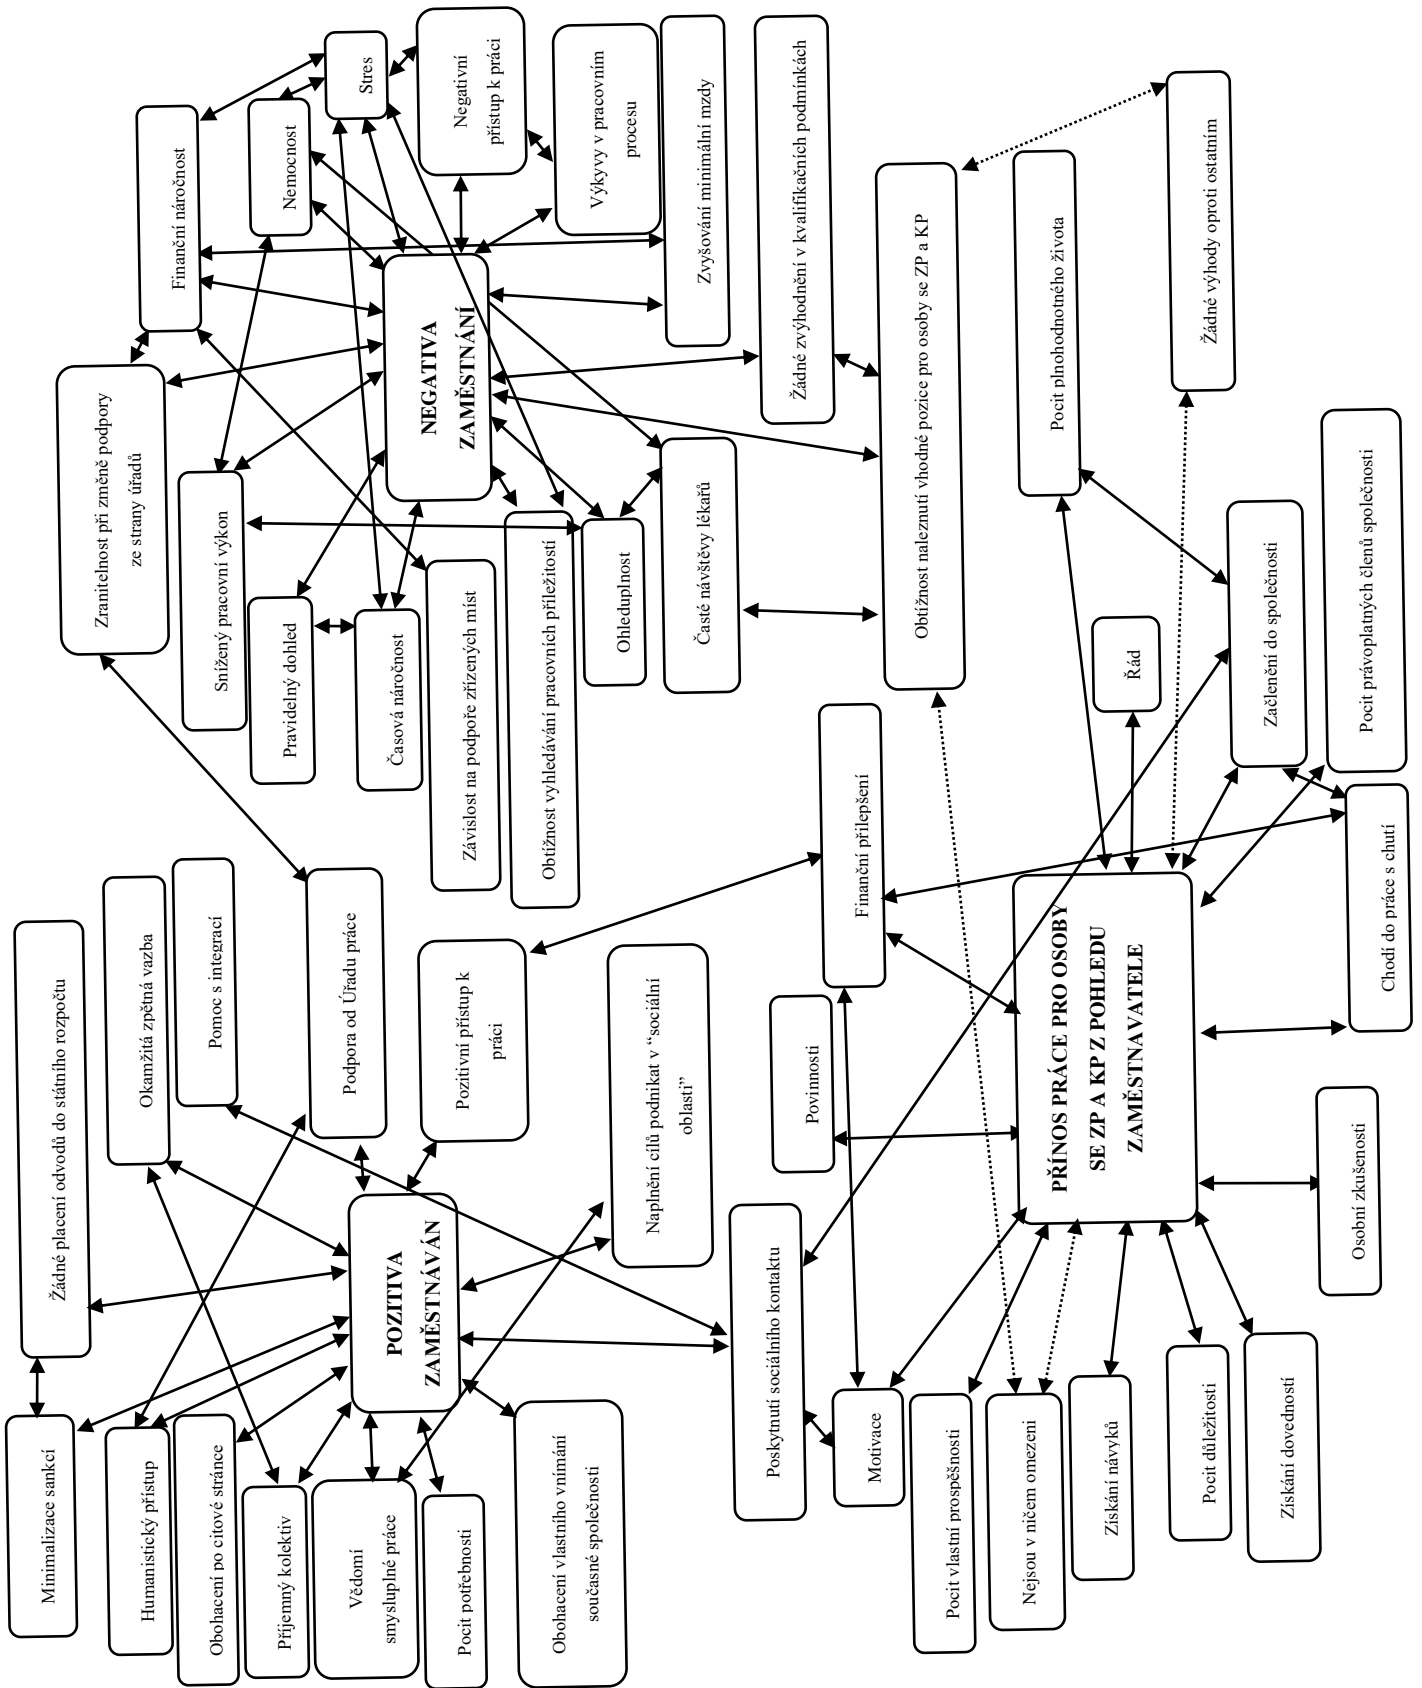 Minimalizace sankcí
Žádné placení odvodů do státního rozpočtu
Humanistický přístup
Okamžitá zpětná vazba
Obohacení po citové stránce
Pomoc s integrací
Příjemný kolektiv
Podpora od Úřadu práce
Vědomí
smysluplné práce
POZITIVA
ZAMĚSTNÁVÁN
Pozitivní přístup k
práci
Pocit potřebnosti
Obohacení vlastního vnímání
současné společnosti
Naplnění cílů podnikat v “sociální
oblasti”
Zranitelnost při změně podpory
ze strany úřadů
Finanční náročnost
Snížený pracovní výkon
Nemocnost
Pravidelný dohled
Stres
Časová náročnost
NEGATIVA
ZAMĚSTNÁNÍ
Negativní
přístup k práci
Závislost na podpoře zřízených míst
Obtížnost vyhledávání pracovních příležitostí
Výkyvy v pracovním
procesu
Ohleduplnost
Časté návštěvy lékařů
Zvyšování minimální mzdy
Žádné zvýhodnění v kvalifikačních podmínkách
Obtížnost naleznutí vhodné pozice pro osoby se ZP a KP
Poskytnutí sociálního kontaktu
Povinnosti
Finanční přilepšení
Motivace
Pocit vlastní prospěšnosti
Nejsou v ničem omezeni
Získání návyků
Pocit důležitosti
Získání dovedností
PŘÍNOS PRÁCE PRO OSOBY
SE ZP A KP Z POHLEDU
ZAMĚSTNAVATELE
Řád
Pocit plnohodnotného života
Žádné výhody oproti ostatním
Začlenění do společnosti
Pocit právoplatných členů společnosti
Chodí do práce s chutí
Osobní zkušenosti